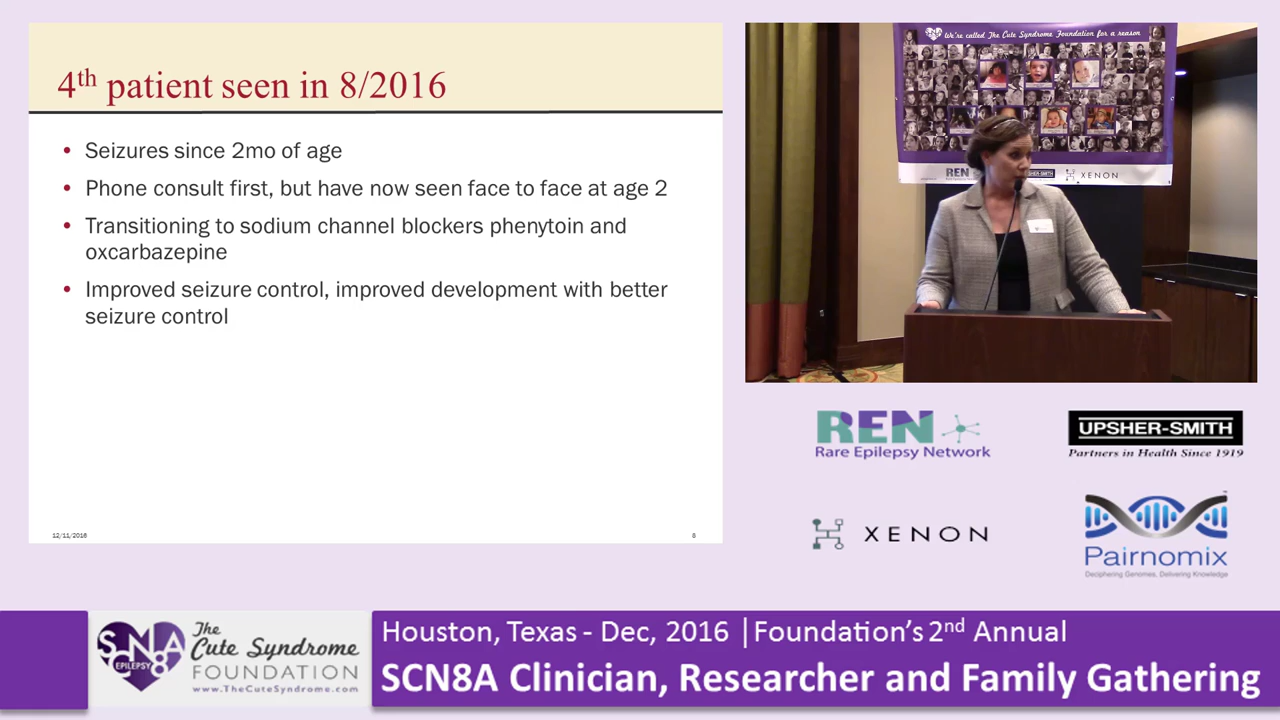 4th patient seen in 8/2016
• Seizures since 2mo of age
• Phone consult first, but have now seen face to face at age 2
• Transitioning to sodium channel blockers phenytoin and
oxcarbazepine
• Improved seizure control, improved development with better
seizure control
12/11/2016
8
We're called The Cute Syndrome Foundation for a reason
REN
XENON
REN
Rare Epilepsy Network
UPSHER-SMITH
Partners in Health Since 1919
XENON
Pairnomix
Deciphering Genomes, Delivering Knowledge
SCN8A
EPILEPSY
The
Cute Syndrome
FOUNDATION
www.TheCuteSyndrome.com
Houston, Texas - Dec, 2016 |Foundation's 2nd Annual
SCN8A Clinician, Researcher and Family Gathering